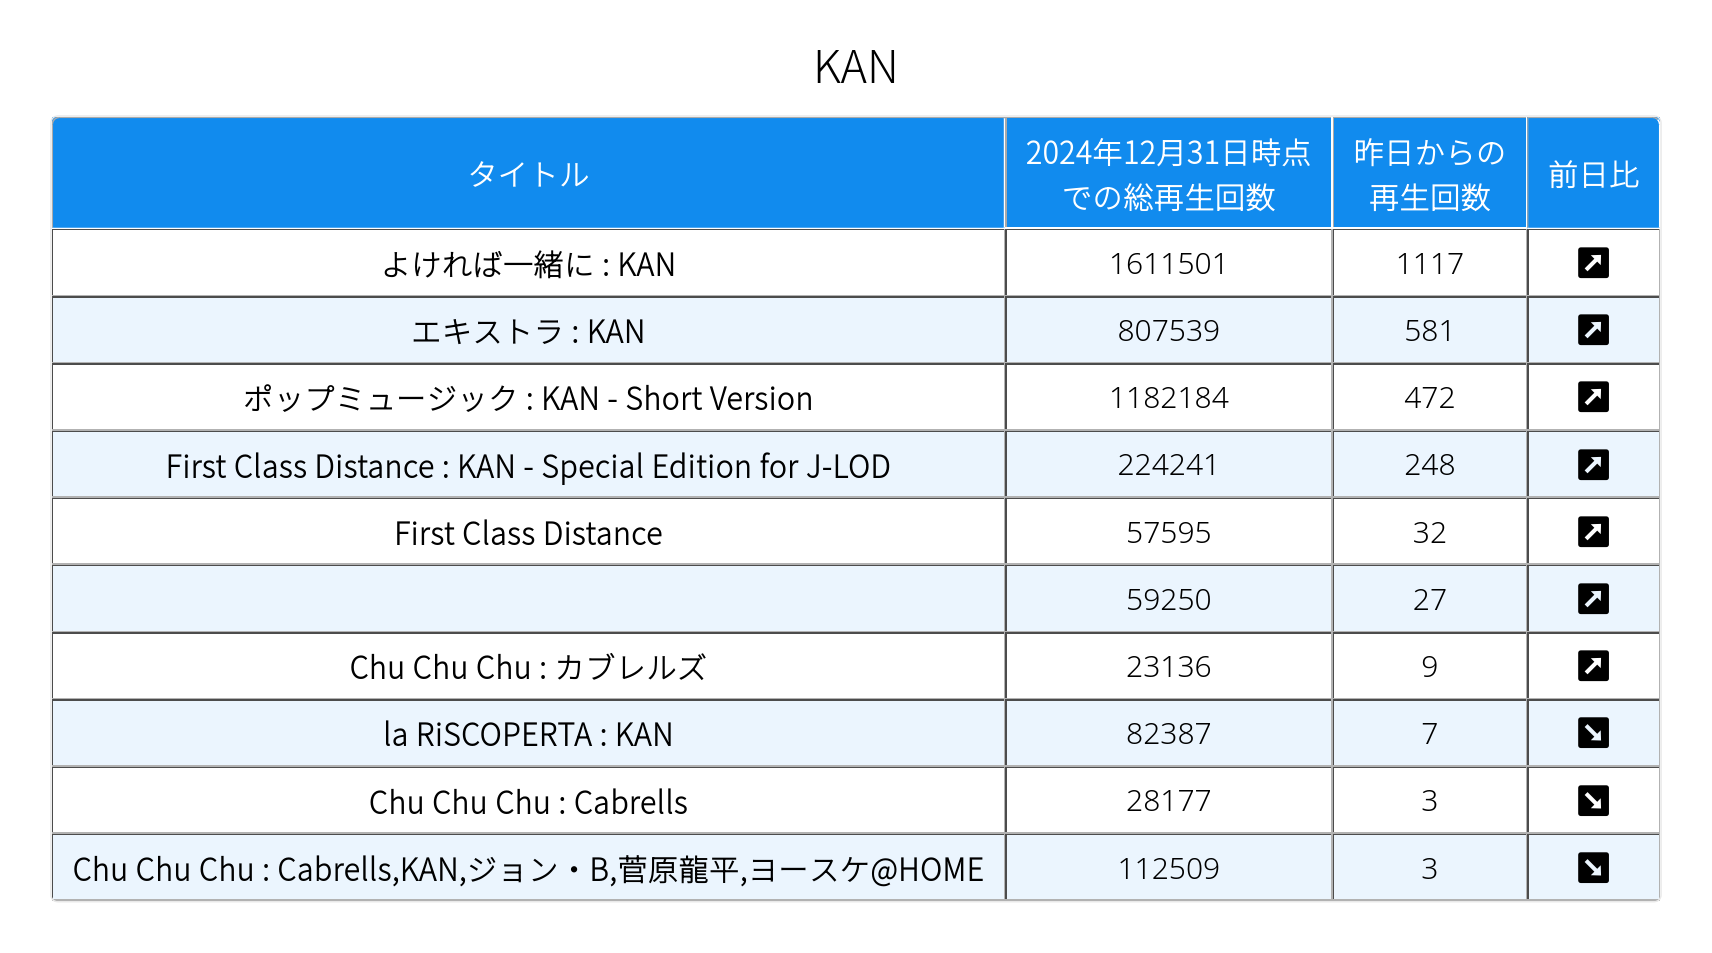 KAN
タイトル
2024年12月31日時点
での総再生回数
昨日からの
再生回数
前日比
よければ一緒に : KAN 1611501 1117
エキストラ : KAN 807539 581
ポップミュージック : KAN - Short Version 1182184 472
First Class Distance : KAN - Special Edition for J-LOD 224241 248
First Class Distance 57595 32
59250 27
Chu Chu Chu : カブレルズ 23136 9
la RiSCOPERTA : KAN 82387 7
Chu Chu Chu : Cabrells 28177 3
Chu Chu Chu : Cabrells,KAN,ジョン・B,菅原龍平,ヨースケ@HOME 112509 3